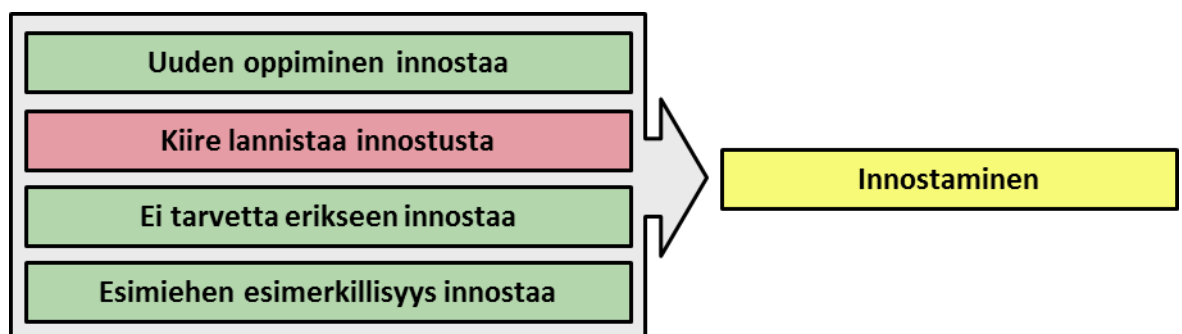 Uuden oppiminen innostaa
Kiire lannistaa innostusta
Ei tarvetta erikseen innostaa
Esimiehen esimerkillisyys innostaa
Innostaminen